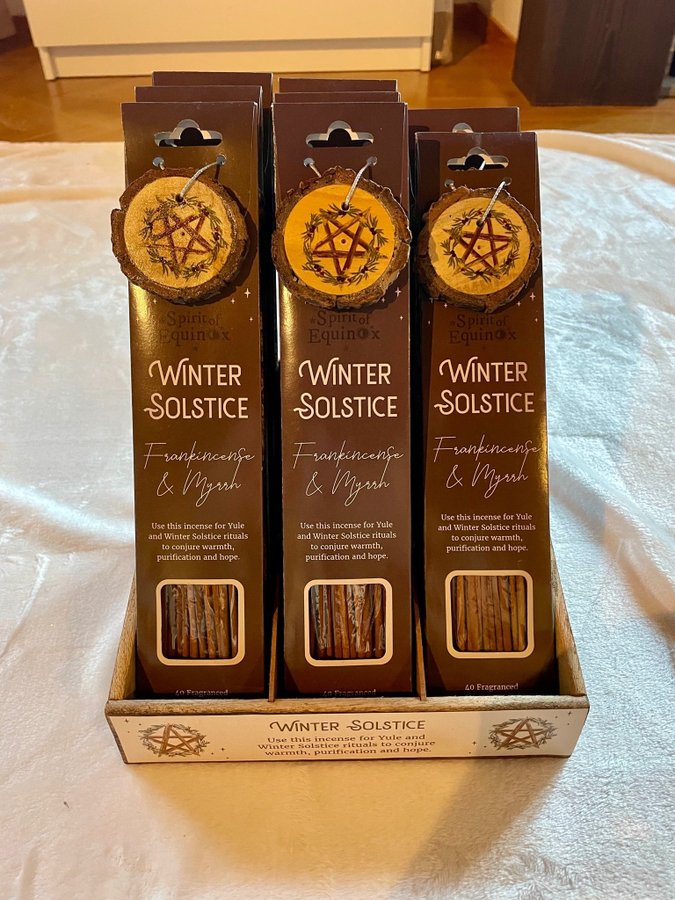 Spirit of
Equinox
WINTER
SOLSTICE
Frankincense
& Myrrh
Use this incense for Yule
and Winter Solstice rituals
to conjure warmth,
purification and hope.
40 Fragranced
Spirit of
Equinox
WINTER
SOLSTICE
Frankincense
& Myrrh
Use this incense for Yule
and Winter Solstice rituals
to conjure warmth,
purification and hope.
40 Fragranced
Spirit of
Equinox
WINTER
SOLSTICE
Frankincense
& Myrrh
Use this incense for Yule
and Winter Solstice rituals
to conjure warmth,
purification and hope.
40 Fragranced
WINTER SOLSTICE
Use this incense for Yule and
Winter Solstice rituals to conjure
warmth, purification and hope.